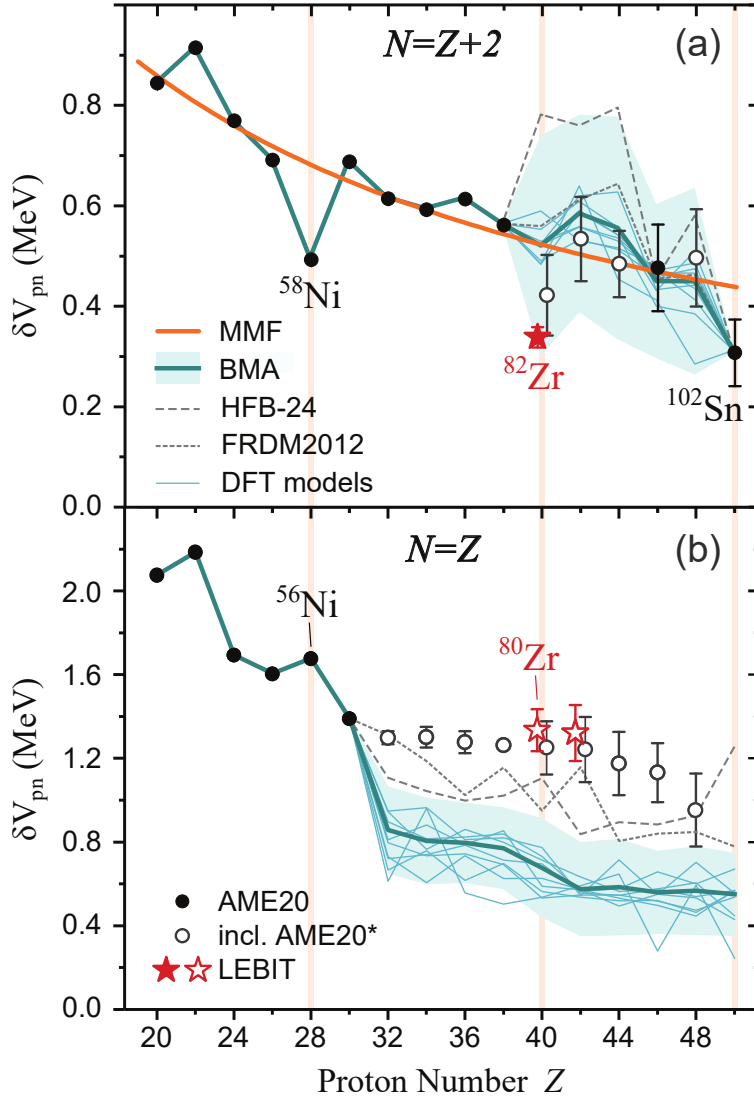 N=Z+2
(a)
0.8
0.6
0.4
0.2
0.0
δVpn (MeV)
58Ni
82Zr
102Sn
MMF
BMA
HFB-24
FRDM2012
DFT models
N=Z
(b)
2.0
1.6
1.2
0.8
0.4
0.0
δVpn (MeV)
56Ni
80Zr
AME20
incl. AME20*
LEBIT
20 24 28 32 36 40 44 48
Proton Number Z